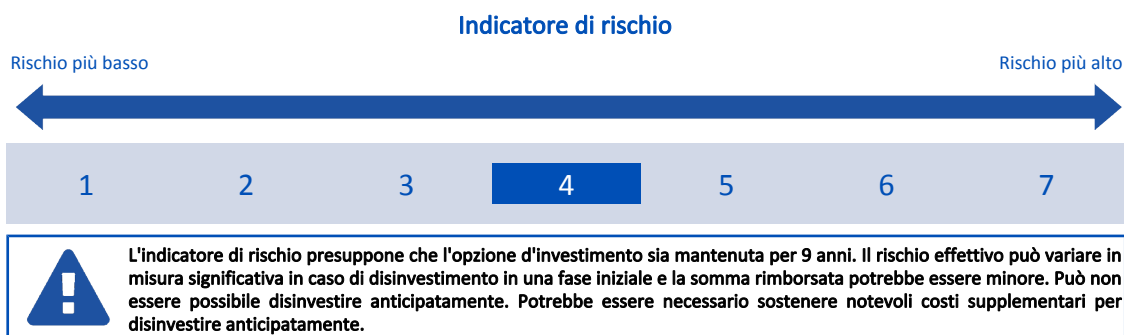 Indicatore di rischio
Rischio più basso Rischio più alto
1 2 3 4 5 6 7
L'indicatore di rischio presuppone che l'opzione d'investimento sia mantenuta per 9 anni. Il rischio effettivo può variare in
misura significativa in caso di disinvestimento in una fase iniziale e la somma rimborsata potrebbe essere minore. Può non
essere possibile disinvestire anticipatamente. Potrebbe essere necessario sostenere notevoli costi supplementari per
disinvestire anticipatamente.